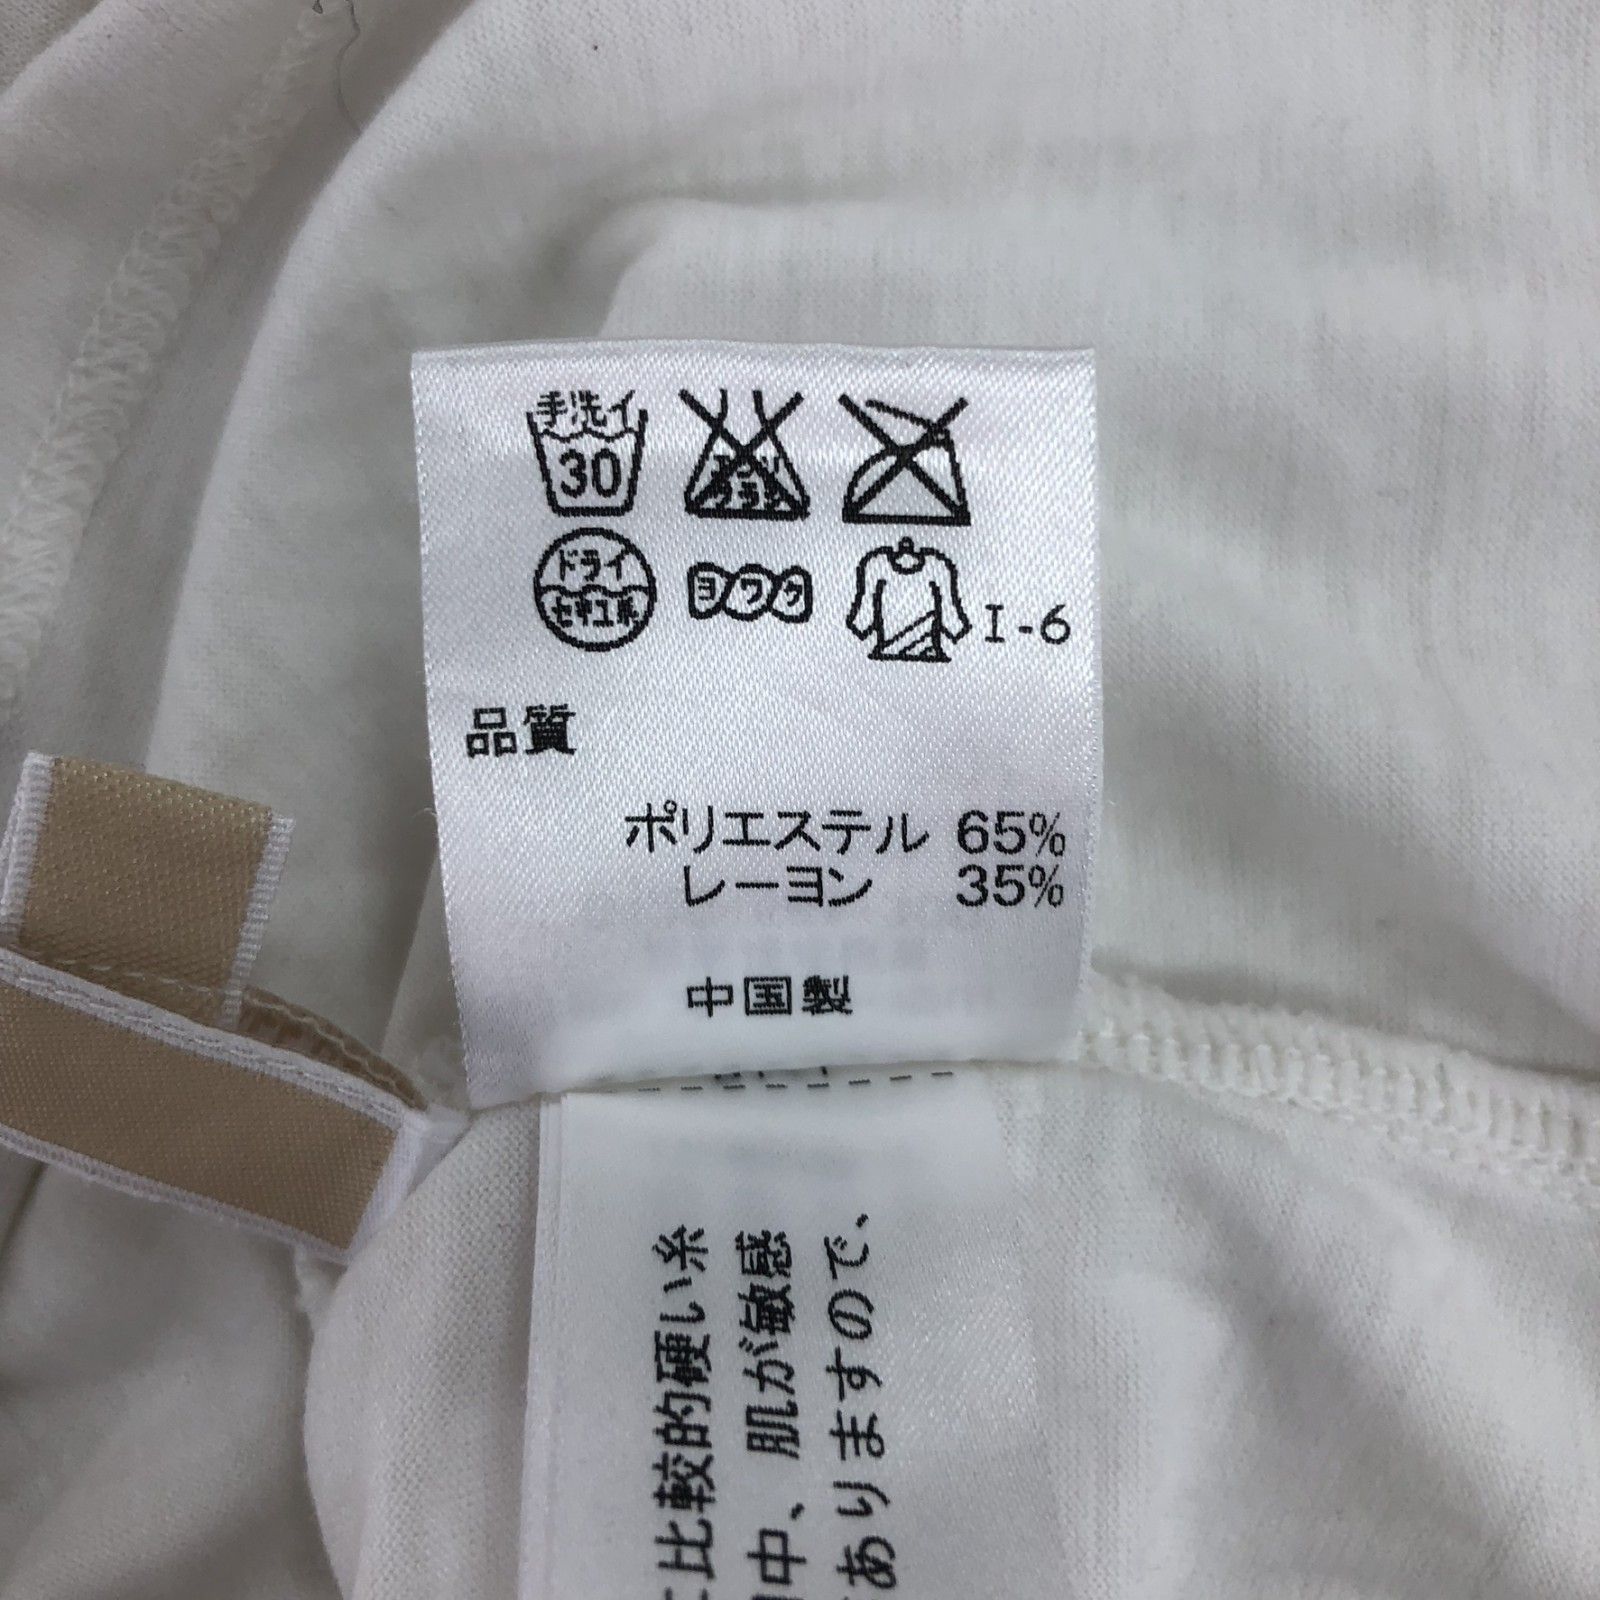 手洗イ
30
ドライ
セキユ系
ヨワク
I-6
品質
ポリエステル 65%
レーヨン 35%
中国製
比較的硬い糸
中、肌が敏感
ありますので、